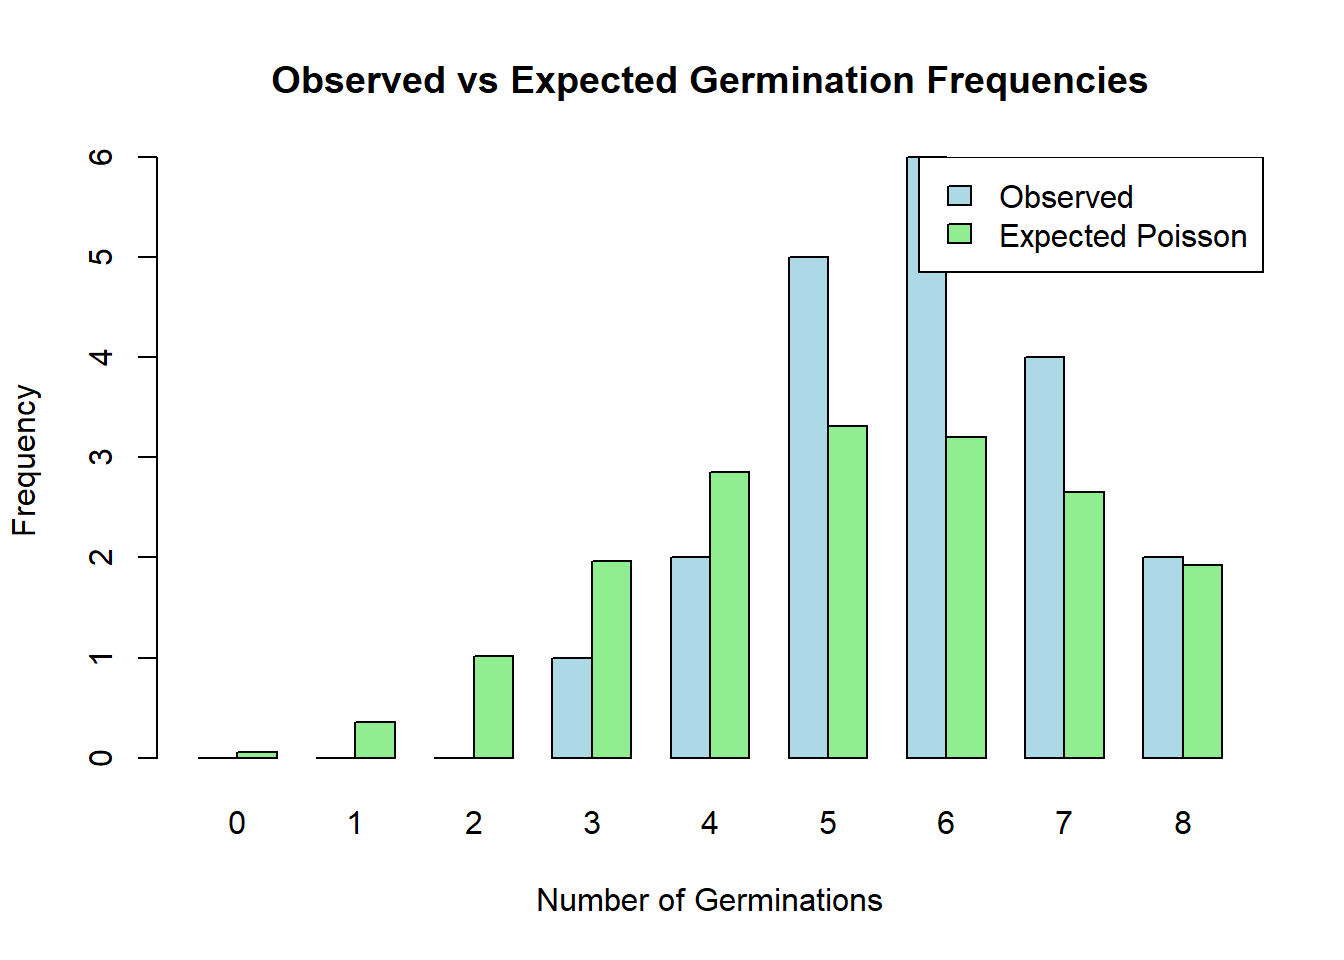 Observed vs Expected Germination Frequencies
Observed
Expected Poisson
Frequency
6
5
4
3
2
1
0
0 1 2 3 4 5 6 7 8
Number of Germinations